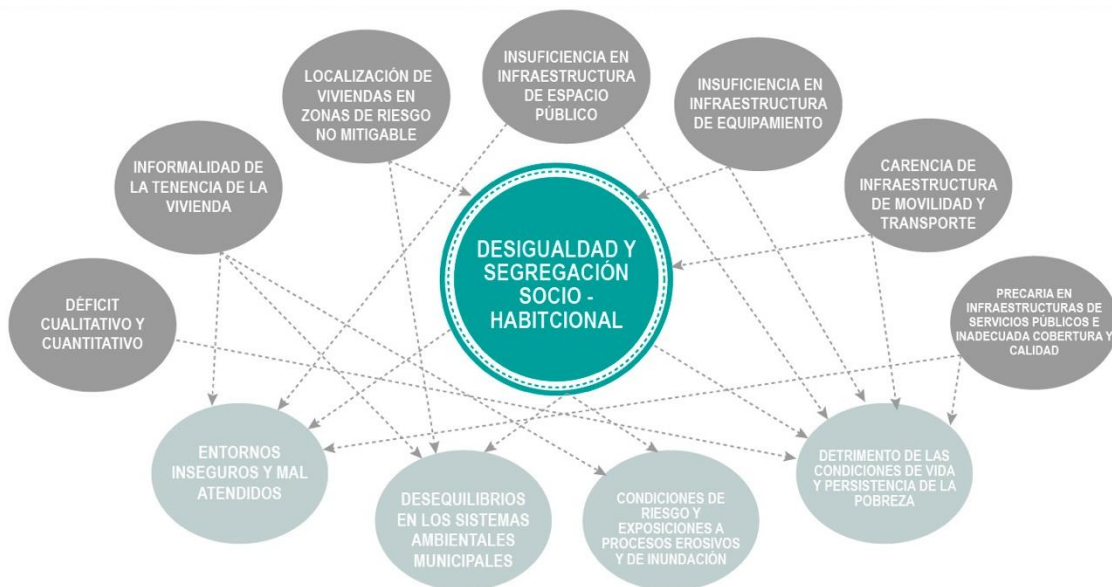 INSUFICIENCIA EN
INFRAESTRUCTURA
DE ESPACIO
PÚBLICO
LOCALIZACIÓN DE
VIVIENDAS EN
ZONAS DE RIESGO
NO MITIGABLE
INSUFICIENCIA EN
INFRAESTRUCTURA
DE EQUIPAMIENTO
INFORMALIDAD DE
LA TENENCIA DE LA
VIVIENDA
CARENCIA DE
INFRAESTRUCTURA
DE MOVILIDAD Y
TRANSPORTE
DESIGUALDAD Y
SEGREGACIÓN
SOCIO -
HABITCIONAL
DÉFICIT
CUALITATIVO Y
CUANTITATIVO
PRECARIA EN
INFRAESTRUCTURAS DE
SERVICIOS PÚBLICOS E
INADECUADA COBERTURA Y
CALIDAD
ENTORNOS
INSEGUROS Y MAL
ATENDIDOS
DESEQUILIBRIOS
EN LOS SISTEMAS
AMBIENTALES
MUNICIPALES
CONDICIONES DE
RIESGO Y
EXPOSICIONES A
PROCESOS EROSIVOS
Y DE INUNDACIÓN
DETRIMENTO DE LAS
CONDICIONES DE VIDA
Y PERSISTENCIA DE LA
POBREZA